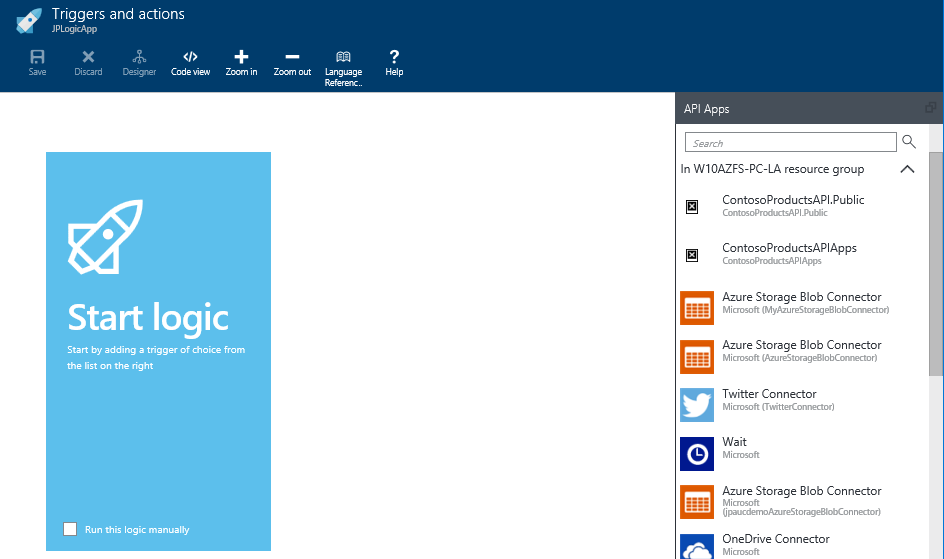 Triggers and actions
JPLogicApp
Save
Discard
Designer
Code view
Zoom in
Zoom out
Language
Referenc..
Help
API Apps
Search
In W10AZFS-PC-LA resource group
ContosoProductsAPI.Public
ContosoProductsAPI.Public
ContosoProductsAPIApps
ContosoProductsAPIApps
Azure Storage Blob Connector
Microsoft (MyAzureStorageBlobConnector)
Azure Storage Blob Connector
Microsoft (AzureStorageBlobConnector)
Twitter Connector
Microsoft (TwitterConnector)
Wait
Microsoft
Azure Storage Blob Connector
Microsoft
(jpaucdemoAzureStorageBlobConnector)
OneDrive Connector
Microsoft
Start logic
Start by adding a trigger of choice from
the list on the right
Run this logic manually